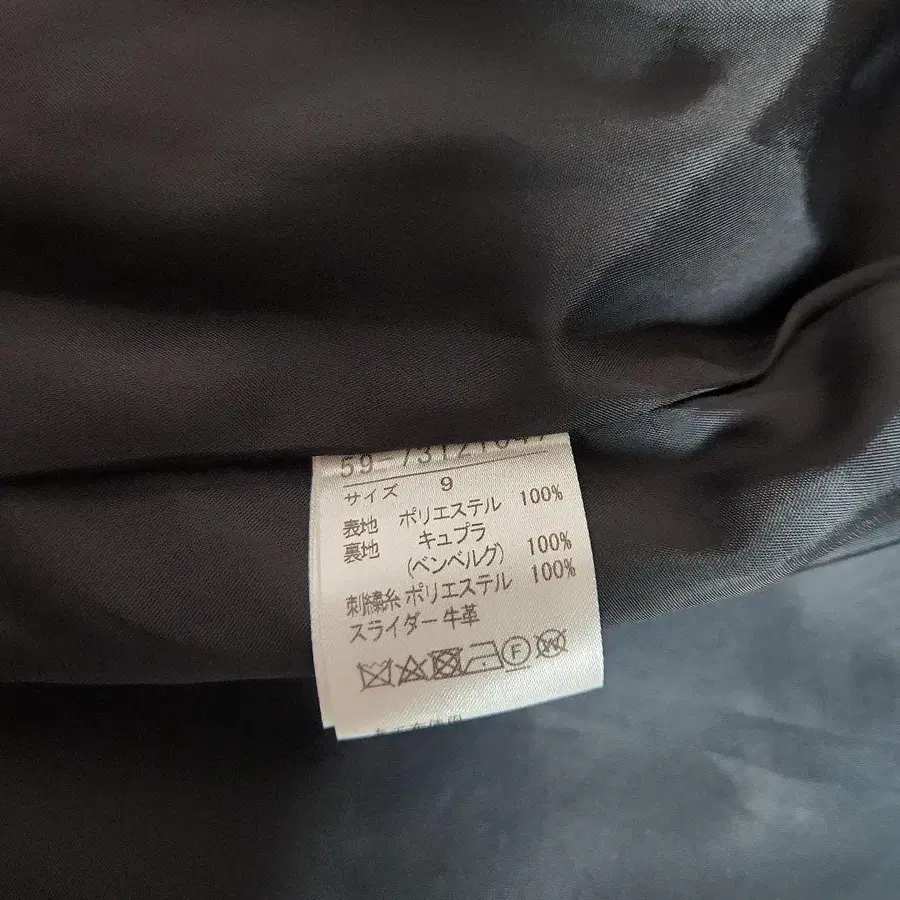 サイズ 9
表地 ポリエステル 100%
裏地 キュプラ
(ベンベルグ) 100%
刺繍糸 ポリエステル 100%
スライダー 牛革
F W